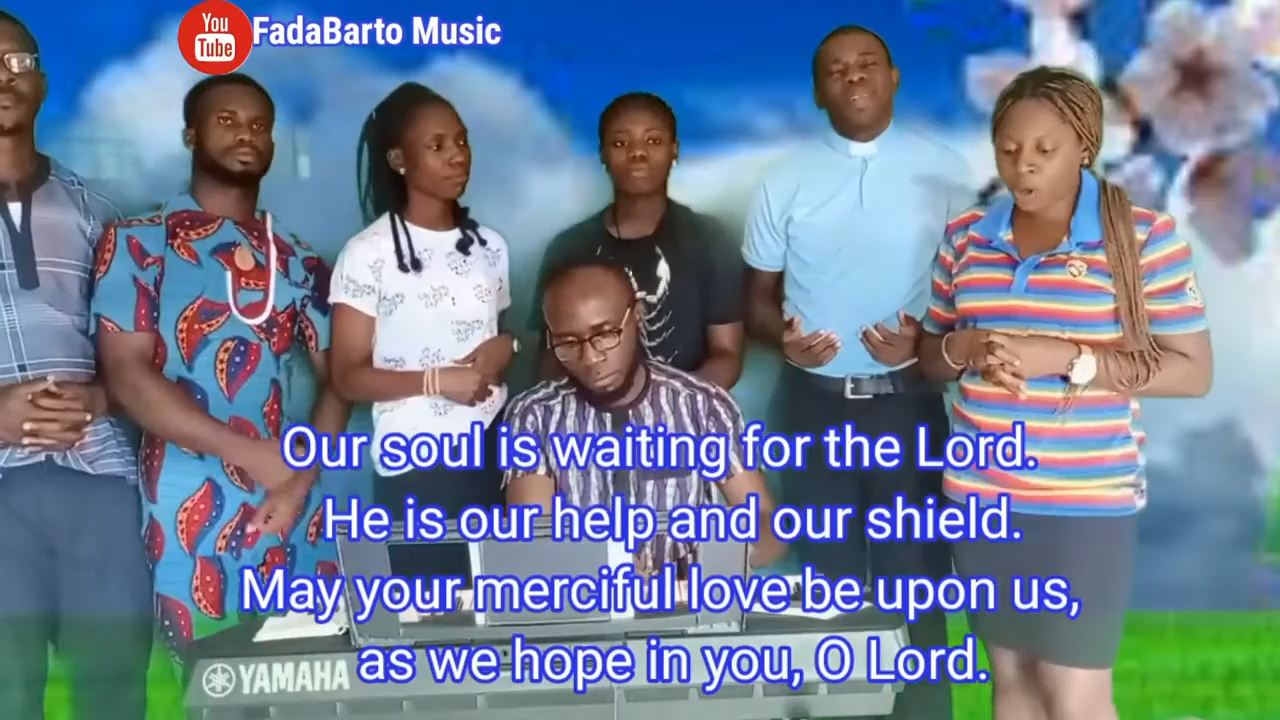 You
Tube
FadaBarto Music
Our soul is waiting for the Lord.
He is our help and our shield.
May your merciful love be upon us,
as we hope in you, O Lord.
YAMAHA